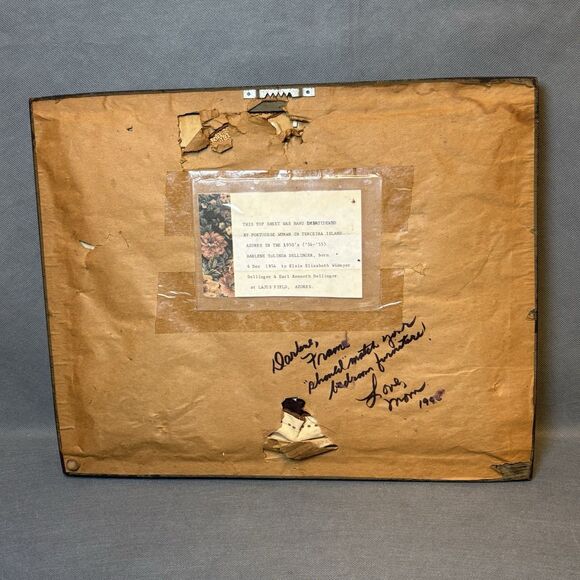 THIS TOP SHEET WAS HAND EMBROIDERED
BY PORTUGUESE WOMAN ON TERCEIRA ISLAND
AZORES IN THE 1950's ('54-'55)
DARLENE DELLINGER, born
6 Dec 1954 to Elsie Elizabeth
Dellinger & Earl Kenneth Dellinger
at LAJES FIELD, AZORES.
Darlene,
Frame
"should" match your
bedroom furniture!
Love,
Mom